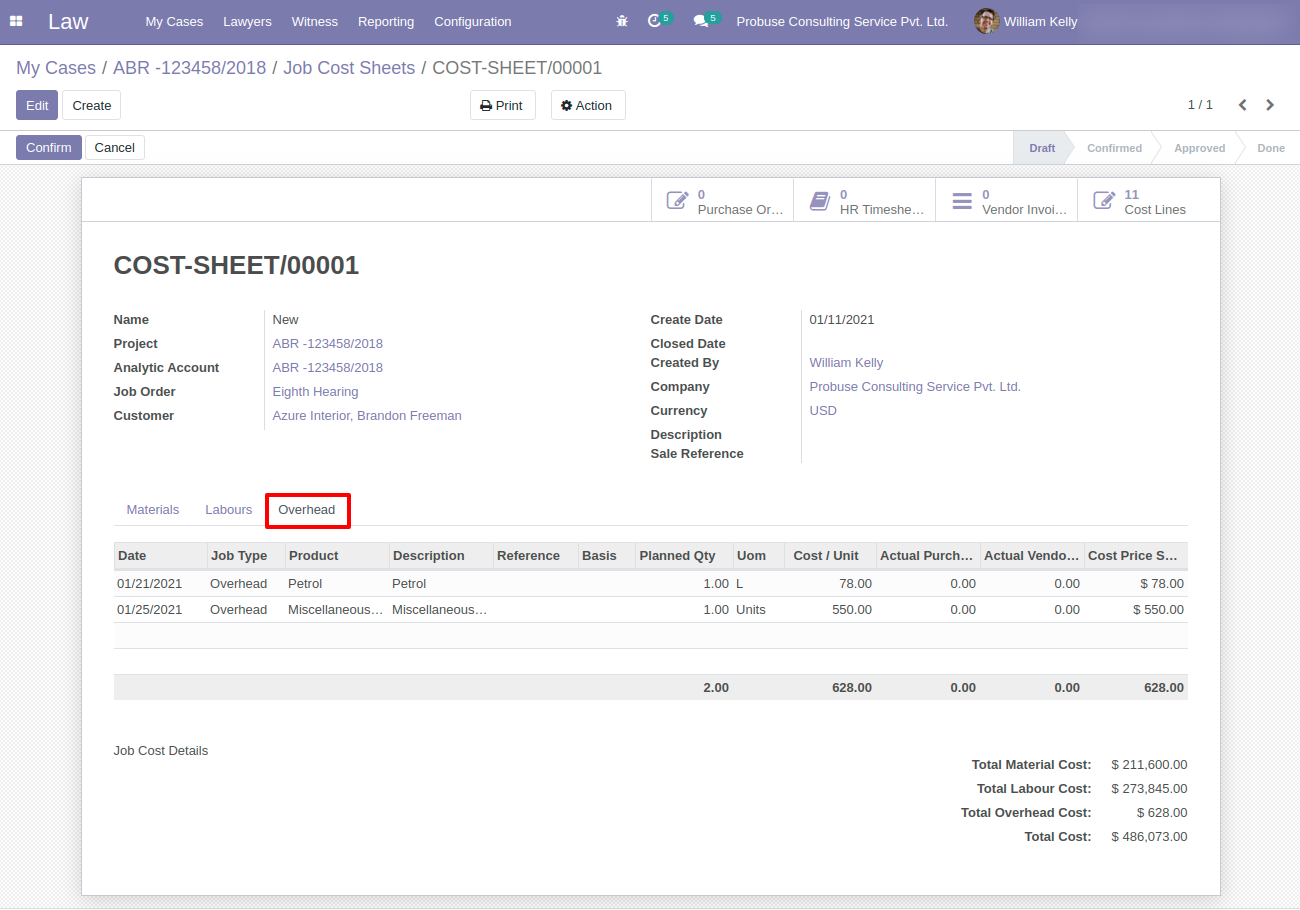 Law My Cases Lawyers Witness Reporting Configuration 5 5 Probuse Consulting Service Pvt. Ltd. William Kelly
My Cases / ABR -123458/2018 / Job Cost Sheets / COST-SHEET/00001
Edit Create Print Action 1 / 1
Confirm Cancel Draft Confirmed Approved Done
0 Purchase Or…
0 HR Timeshe…
0 Vendor Invoi…
11 Cost Lines
COST-SHEET/00001
Name New
Project ABR -123458/2018
Analytic Account ABR -123458/2018
Job Order Eighth Hearing
Customer Azure Interior, Brandon Freeman
Create Date 01/11/2021
Closed Date
Created By William Kelly
Company Probuse Consulting Service Pvt. Ltd.
Currency USD
Description
Sale Reference
Materials Labours Overhead
Date Job Type Product Description Reference Basis Planned Qty Uom Cost / Unit Actual Purch… Actual Vendo… Cost Price S…
01/21/2021 Overhead Petrol Petrol 1.00 L 78.00 0.00 0.00 $ 78.00
01/25/2021 Overhead Miscellaneous… Miscellaneous… 1.00 Units 550.00 0.00 0.00 $ 550.00
2.00 628.00 0.00 0.00 628.00
Job Cost Details
Total Material Cost: $ 211,600.00
Total Labour Cost: $ 273,845.00
Total Overhead Cost: $ 628.00
Total Cost: $ 486,073.00